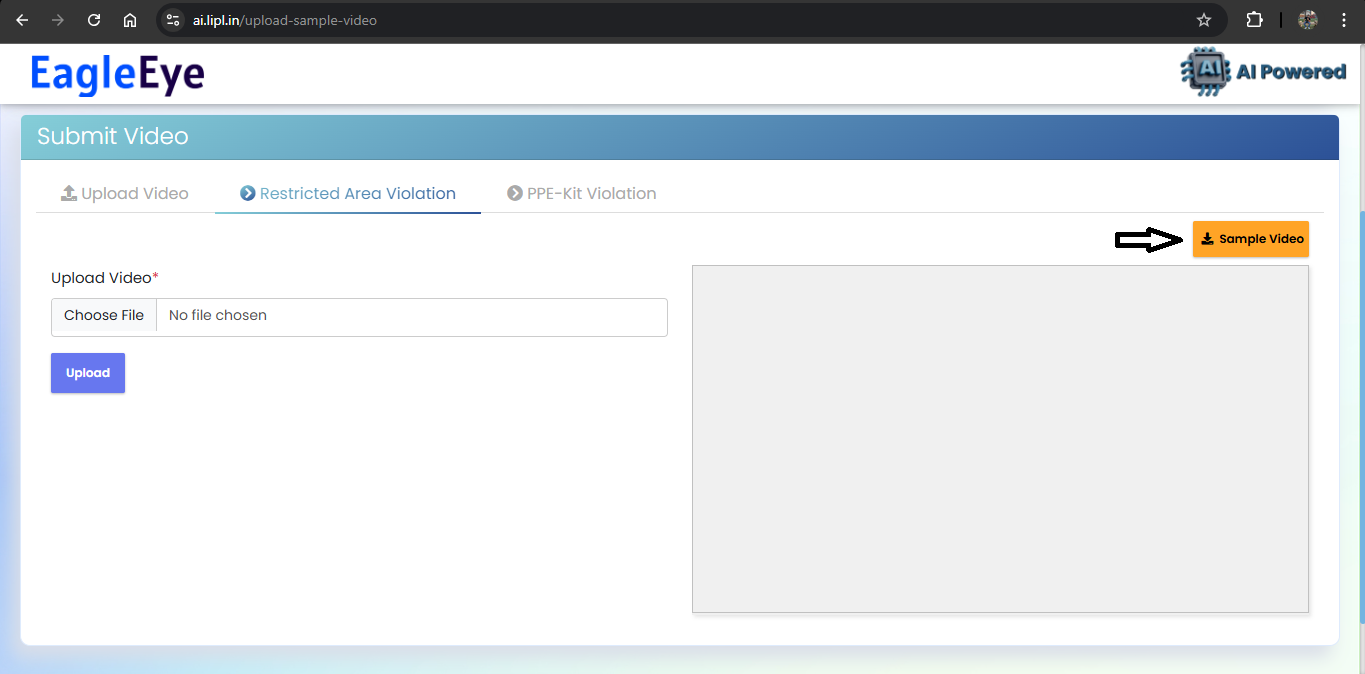 ai.lipl.in/upload-sample-video
EagleEye
AI AI Powered
Submit Video
Upload Video Restricted Area Violation PPE-Kit Violation
Sample Video
Upload Video*
Choose File No file chosen
Upload